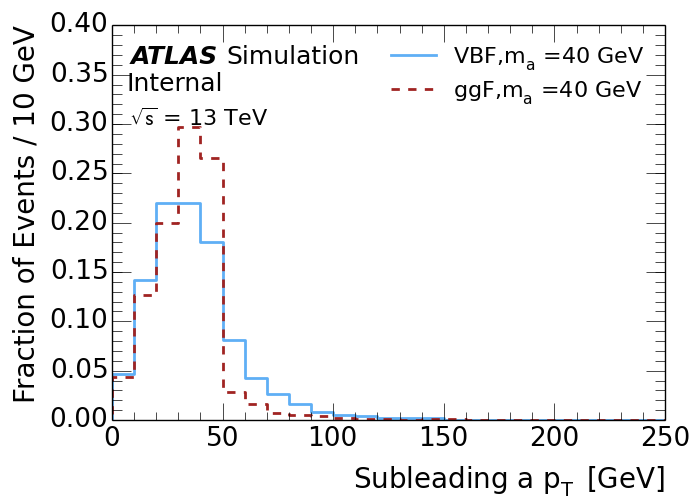 ATLAS Simulation
Internal
√s = 13 TeV
VBF,mₐ =40 GeV
ggF,mₐ =40 GeV
Fraction of Events / 10 GeV
0.40
0.35
0.30
0.25
0.20
0.15
0.10
0.05
0.00
0 50 100 150 200 250
Subleading a p_T [GeV]